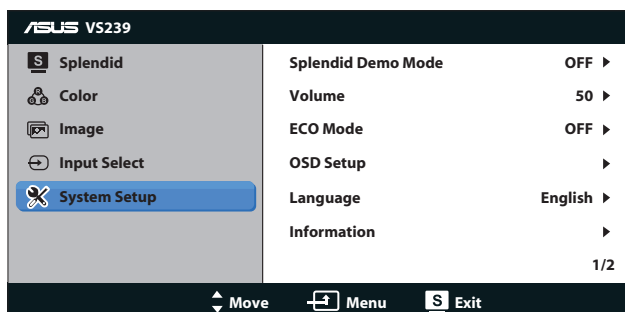 ASUS VS239
S Splendid
Color
Image
Input Select
System Setup
Splendid Demo Mode OFF
Volume 50
ECO Mode OFF
OSD Setup
Language English
Information
1/2
Move Menu S Exit